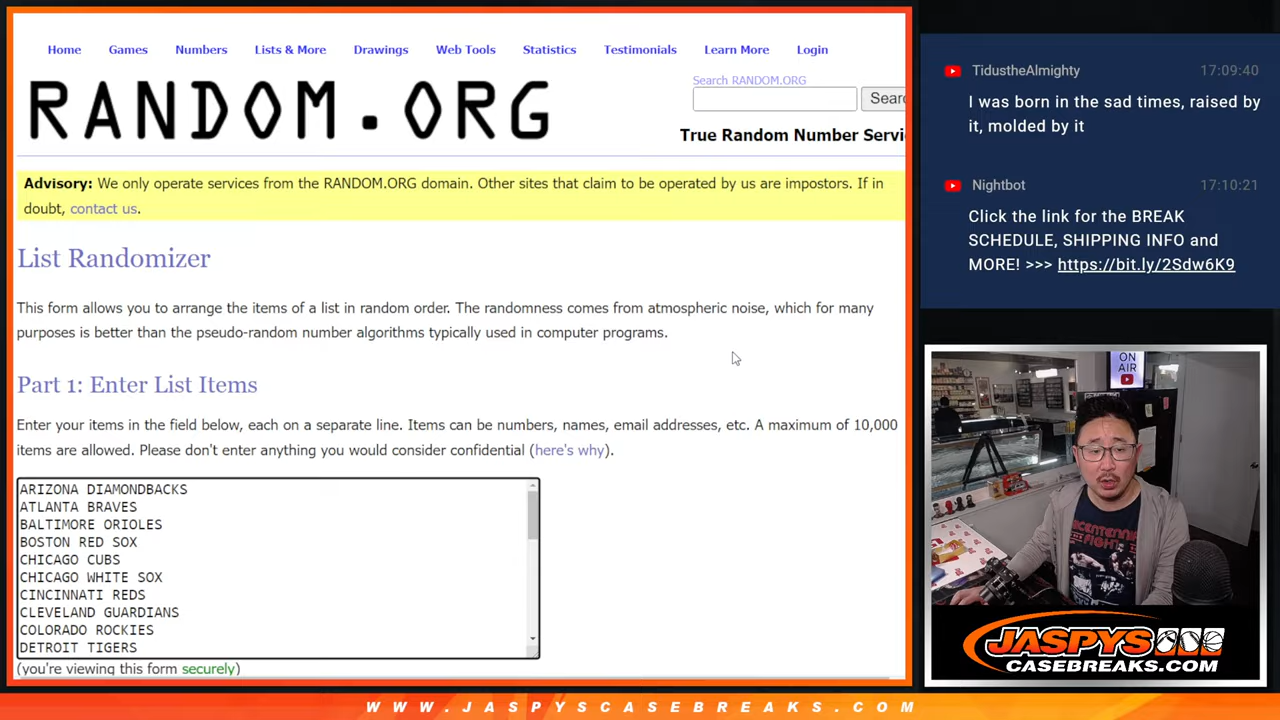 Home Games Numbers Lists & More Drawings Web Tools Statistics Testimonials Learn More Login
RANDOM.ORG
Search RANDOM.ORG
Searc
True Random Number Servi
Advisory: We only operate services from the RANDOM.ORG domain. Other sites that claim to be operated by us are impostors. If in
doubt, contact us.
List Randomizer
This form allows you to arrange the items of a list in random order. The randomness comes from atmospheric noise, which for many
purposes is better than the pseudo-random number algorithms typically used in computer programs.
Part 1: Enter List Items
Enter your items in the field below, each on a separate line. Items can be numbers, names, email addresses, etc. A maximum of 10,000
items are allowed. Please don't enter anything you would consider confidential (here's why).
ARIZONA DIAMONDBACKS
ATLANTA BRAVES
BALTIMORE ORIOLES
BOSTON RED SOX
CHICAGO CUBS
CHICAGO WHITE SOX
CINCINNATI REDS
CLEVELAND GUARDIANS
COLORADO ROCKIES
DETROIT TIGERS
(you're viewing this form securely)
TidustheAlmighty 17:09:40
I was born in the sad times, raised by
it, molded by it
Nightbot 17:10:21
Click the link for the BREAK
SCHEDULE, SHIPPING INFO and
MORE! >>> https://bit.ly/2Sdw6K9
ON
AIR
BICENTENNIAL
FIGHT
JASPYS
CASEBREAKS.COM
WWW.JASPYSCASEBREAKS.COM